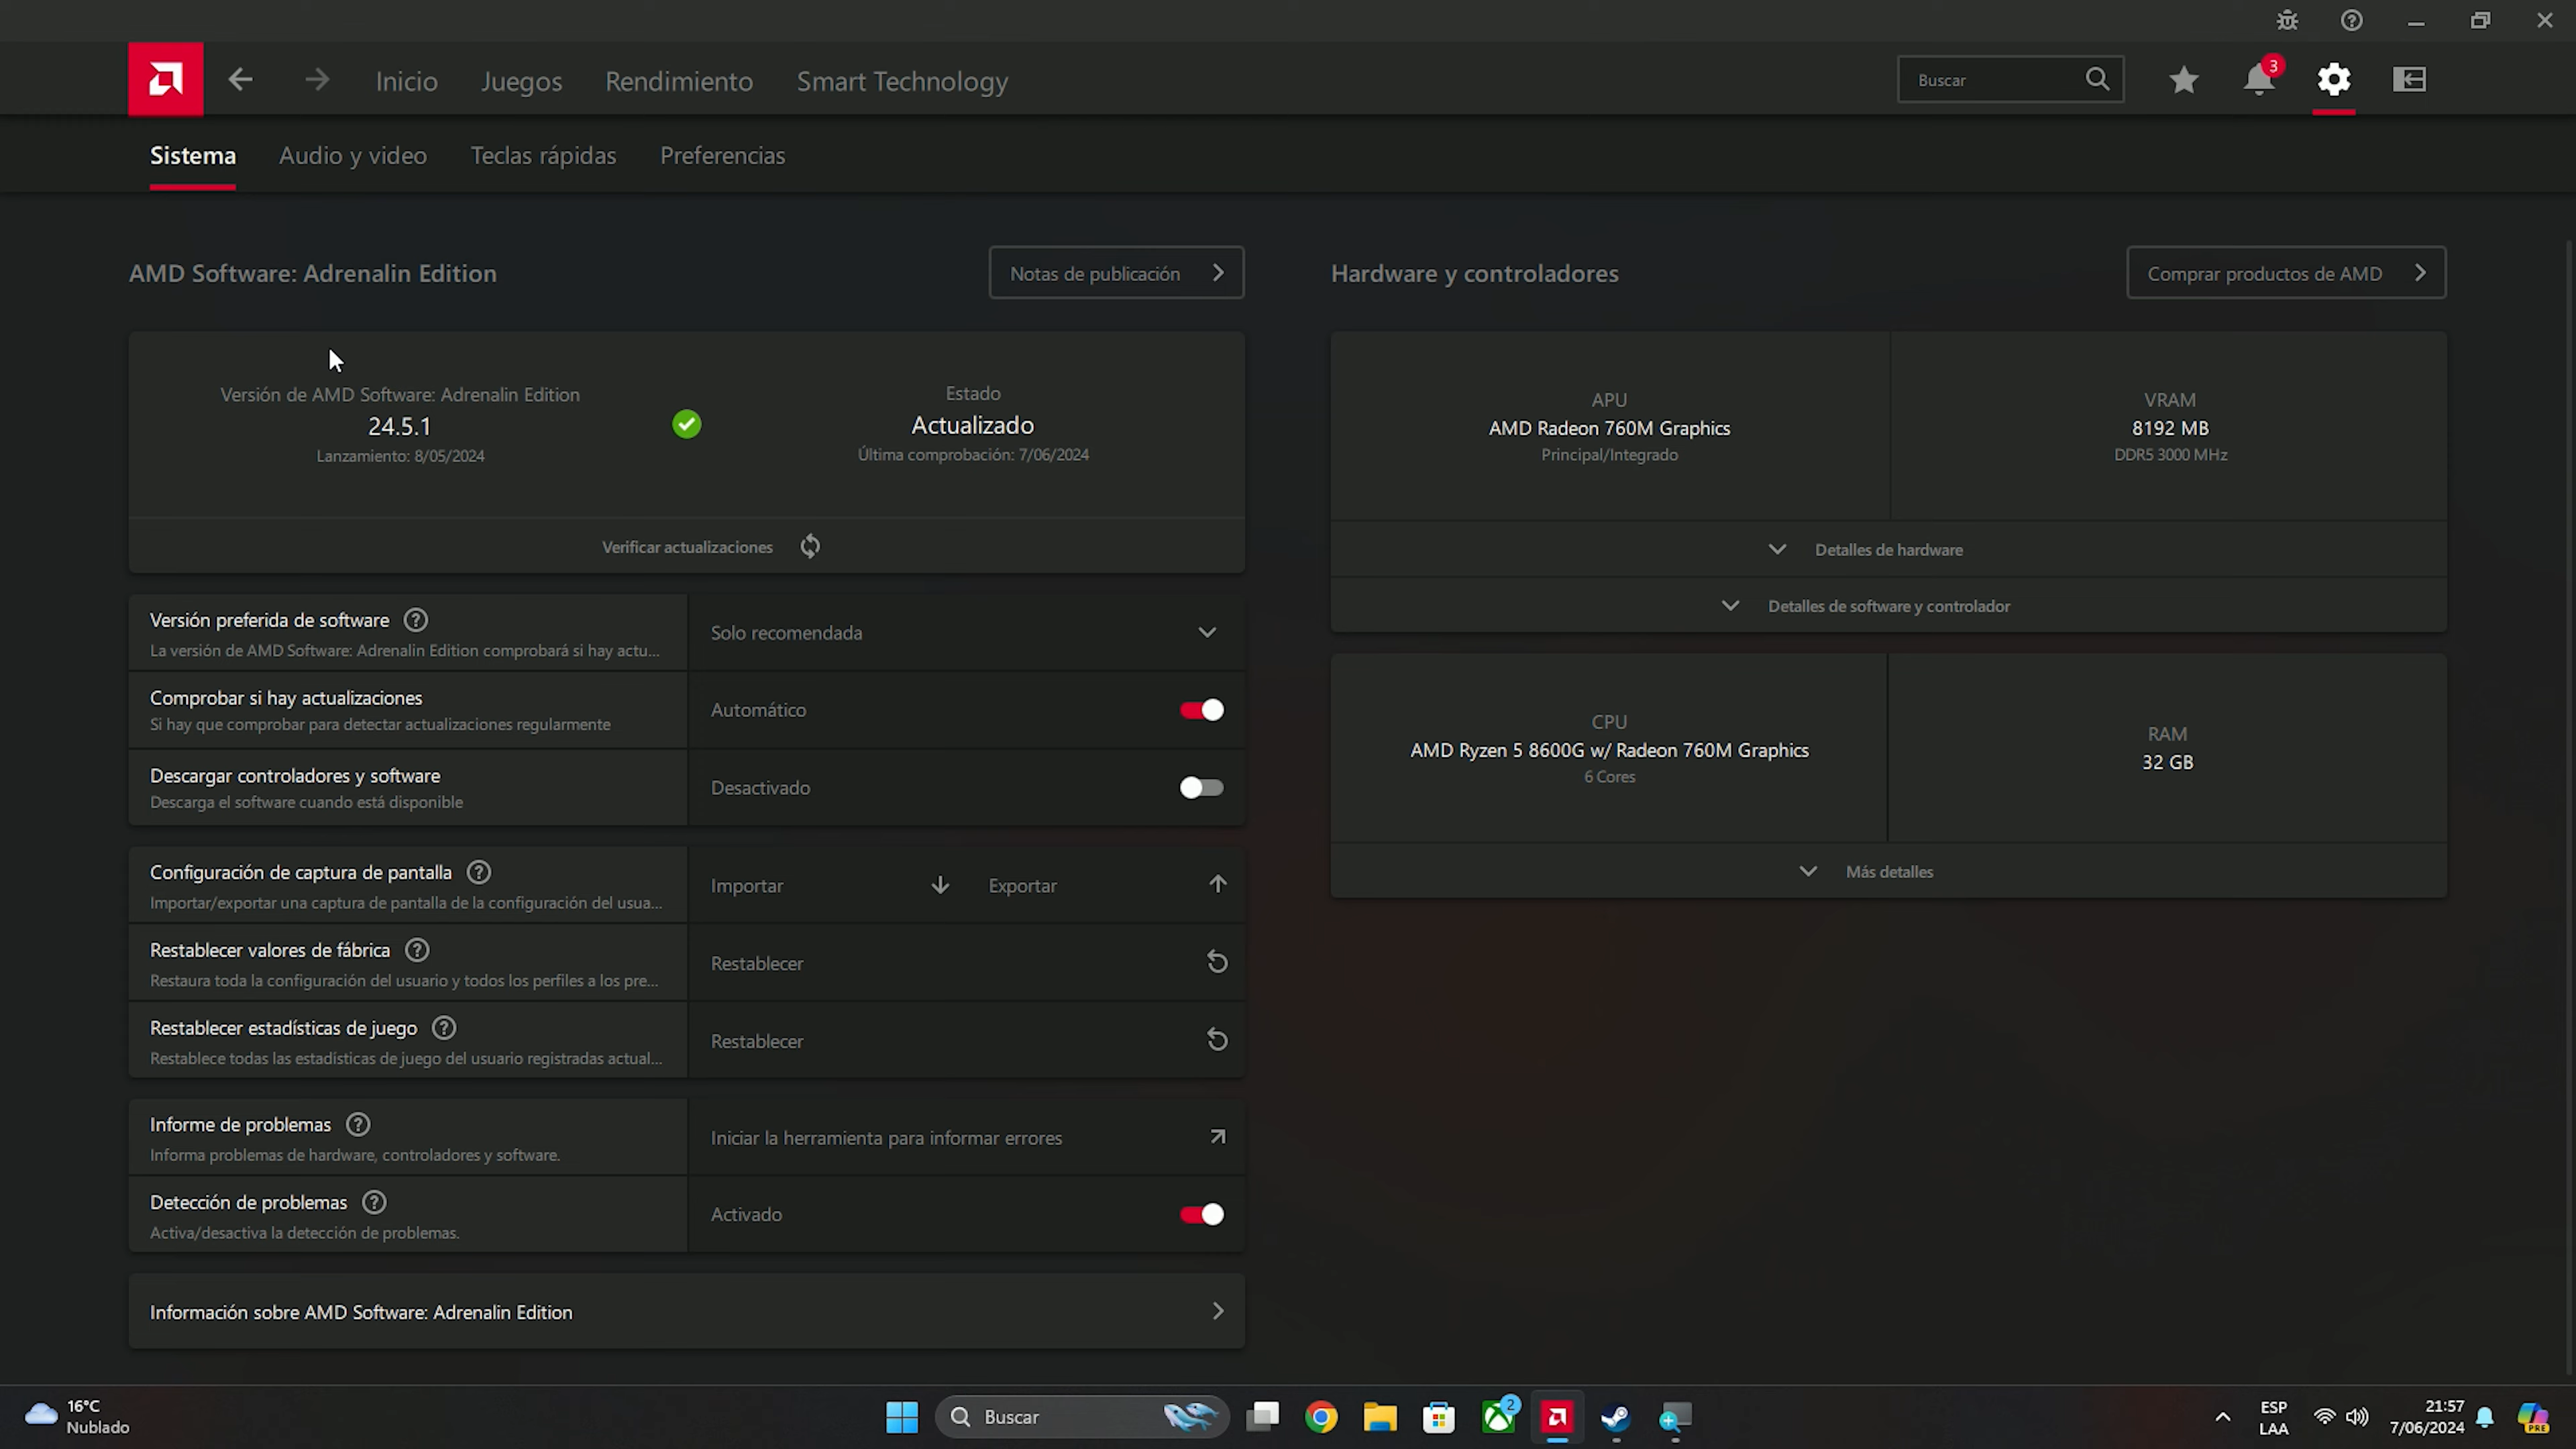 Inicio
Juegos
Rendimiento
Smart Technology
Buscar
3
Sistema
Audio y video
Teclas rápidas
Preferencias
AMD Software: Adrenalin Edition
Notas de publicación
Versión de AMD Software: Adrenalin Edition
24.5.1
Lanzamiento: 8/05/2024
Estado
Actualizado
Última comprobación: 7/06/2024
Verificar actualizaciones
Versión preferida de software
La versión de AMD Software: Adrenalin Edition comprobará si hay actu...
Solo recomendada
Comprobar si hay actualizaciones
Si hay que comprobar para detectar actualizaciones regularmente
Automático
Descargar controladores y software
Descarga el software cuando está disponible
Desactivado
Configuración de captura de pantalla
Importar/exportar una captura de pantalla de la configuración del usua...
Importar
Exportar
Restablecer valores de fábrica
Restaura toda la configuración del usuario y todos los perfiles a los pre...
Restablecer
Restablecer estadísticas de juego
Restablece todas las estadísticas de juego del usuario registradas actual...
Restablecer
Informe de problemas
Informa problemas de hardware, controladores y software.
Iniciar la herramienta para informar errores
Detección de problemas
Activa/desactiva la detección de problemas.
Activado
Información sobre AMD Software: Adrenalin Edition
Hardware y controladores
Comprar productos de AMD
APU
AMD Radeon 760M Graphics
Principal/Integrado
VRAM
8192 MB
DDR5 3000 MHz
Detalles de hardware
Detalles de software y controlador
CPU
AMD Ryzen 5 8600G w/ Radeon 760M Graphics
6 Cores
RAM
32 GB
Más detalles
16°C
Nublado
Buscar
2
ESP
LAA
21:57
7/06/2024
PRE